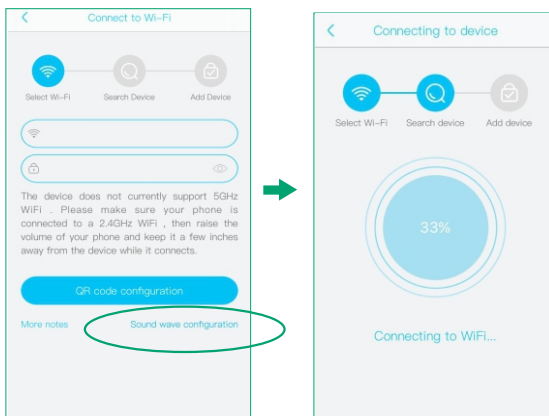 Connect to Wi-Fi
Select Wi-Fi Search Device Add Device
The device does not currently support 5GHz
WiFi . Please make sure your phone is
connected to a 2.4GHz WiFi , then raise the
volume of your phone and keep it a few inches
away from the device while it connects.
QR code configuration
More notes Sound wave configuration
Connecting to device
Select Wi-Fi Search device Add device
33%
Connecting to WiFi...